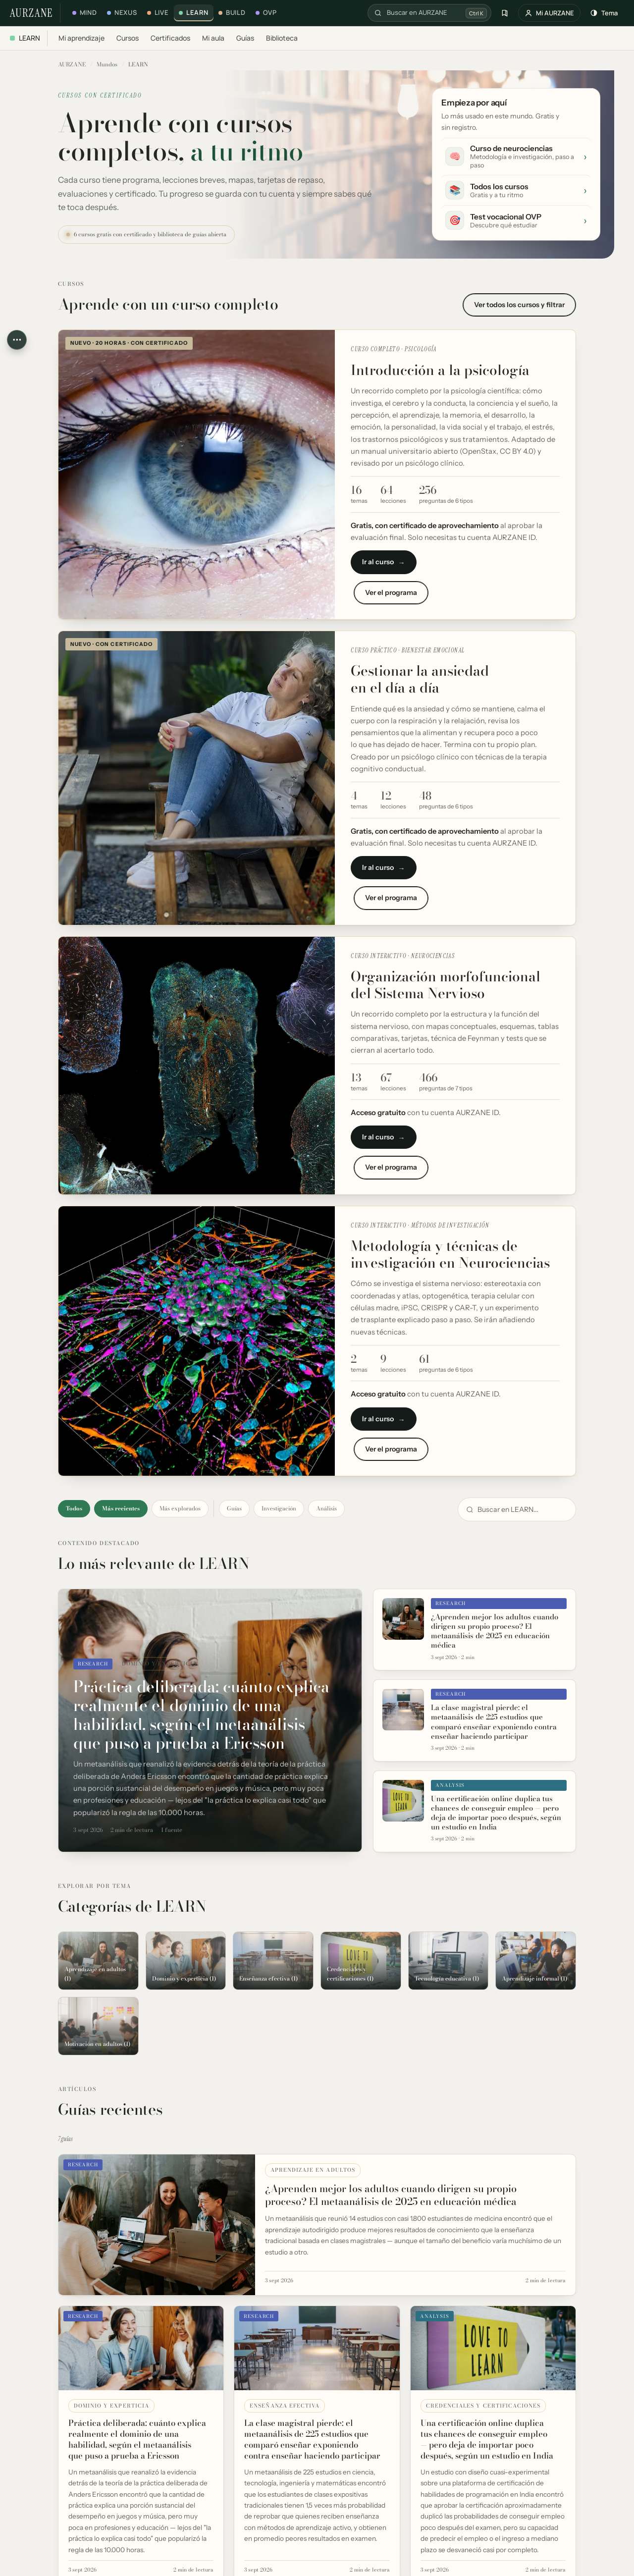 AURZANE MIND NEXUS LIVE LEARN BUILD OVP Buscar en AURZANE Ctrl K Mi AURZANE Tema
LEARN Mi aprendizaje Cursos Certificados Mi aula Guías Biblioteca
AURZANE Mundos LEARN
CURSOS CON CERTIFICADO
Aprende con cursos
completos, a tu ritmo
Cada curso tiene programa, lecciones breves, mapas, tarjetas de repaso,
evaluaciones y certificado. Tu progreso se guarda con tu cuenta y siempre sabes qué
te toca después.
6 cursos gratis con certificado y biblioteca de guías abierta
Empieza por aquí
Lo más usado en este mundo. Gratis y
sin registro.
Curso de neurociencias
Metodología e investigación, paso a
paso
Todos los cursos
Gratis y a tu ritmo
Test vocacional OVP
Descubre qué estudiar
CURSOS
Aprende con un curso completo
Ver todos los cursos y filtrar
NUEVO · 20 HORAS · CON CERTIFICADO
CURSO COMPLETO · PSICOLOGÍA
Introducción a la psicología
Un recorrido completo por la psicología científica: cómo
investiga, el cerebro y la conducta, la conciencia y el sueño, la
percepción, el aprendizaje, la memoria, el desarrollo, la
emoción, la personalidad, la vida social y el trabajo, el estrés,
los trastornos psicológicos y sus tratamientos. Adaptado de
un manual universitario abierto (OpenStax, CC BY 4.0) y
revisado por un psicólogo clínico.
16 64 256
temas lecciones preguntas de 6 tipos
Gratis, con certificado de aprovechamiento al aprobar la
evaluación final. Solo necesitas tu cuenta AURZANE ID.
Ir al curso →
Ver el programa
NUEVO · CON CERTIFICADO
CURSO PRÁCTICO · BIENESTAR EMOCIONAL
Gestionar la ansiedad
en el día a día
Entiende qué es la ansiedad y cómo se mantiene, calma el
cuerpo con la respiración y la relajación, revisa los
pensamientos que la alimentan y recupera poco a poco
lo que has dejado de hacer. Termina con tu propio plan.
Creado por un psicólogo clínico con técnicas de la terapia
cognitivo conductual.
4 12 48
temas lecciones preguntas de 6 tipos
Gratis, con certificado de aprovechamiento al aprobar la
evaluación final. Solo necesitas tu cuenta AURZANE ID.
Ir al curso →
Ver el programa
CURSO INTERACTIVO · NEUROCIENCIAS
Organización morfofuncional
del Sistema Nervioso
Un recorrido completo por la estructura y la función del
sistema nervioso, con mapas conceptuales, esquemas, tablas
comparativas, tarjetas, técnica de Feynman y tests que se
cierran al acertarlo todo.
13 67 466
temas lecciones preguntas de 7 tipos
Acceso gratuito con tu cuenta AURZANE ID.
Ir al curso →
Ver el programa
CURSO INTERACTIVO · MÉTODOS DE INVESTIGACIÓN
Metodología y técnicas de
investigación en Neurociencias
Cómo se investiga el sistema nervioso: estereotaxia con
coordenadas y atlas, optogenética, terapia celular con
células madre, iPSC, CRISPR y CAR-T, y un experimento
de trasplante explicado paso a paso. Se irán añadiendo
nuevas técnicas.
2 9 61
temas lecciones preguntas de 6 tipos
Acceso gratuito con tu cuenta AURZANE ID.
Ir al curso →
Ver el programa
Todos Más recientes Más explorados Guías Investigación Análisis Buscar en LEARN...
CONTENIDO DESTACADO
Lo más relevante de LEARN
RESEARCH
Práctica deliberada: cuánto explica
realmente el dominio de una
habilidad, según el metaanálisis
que puso a prueba a Ericsson
Un metaanálisis que reanalizó la evidencia detrás de la teoría de la práctica
deliberada de Anders Ericsson encontró que la cantidad de práctica explica
una porción sustancial del desempeño en juegos y música, pero muy poca
en profesiones y educación — lejos del "la práctica lo explica casi todo" que
popularizó la regla de las 10.000 horas.
3 sept 2026 2 min de lectura 1 fuente
RESEARCH
¿Aprenden mejor los adultos cuando
dirigen su propio proceso? El
metaanálisis de 2025 en educación
médica
3 sept 2026 · 2 min
RESEARCH
La clase magistral pierde: el
metaanálisis de 225 estudios que
comparó enseñar exponiendo contra
enseñar haciendo participar
3 sept 2026 · 2 min
ANALYSIS
Una certificación online duplica tus
chances de conseguir empleo — pero
deja de importar poco después, según
un estudio en India
3 sept 2026 · 2 min
EXPLORAR POR TEMA
Categorías de LEARN
Aprendizaje en adultos
(1)
Dominio y experticia (1)
Enseñanza efectiva (1)
Credenciales y
certificaciones (1)
Tecnología educativa (1)
Aprendizaje informal (1)
Motivación en adultos (1)
ARTÍCULOS
Guías recientes
7 guías
RESEARCH
APRENDIZAJE EN ADULTOS
¿Aprenden mejor los adultos cuando dirigen su propio
proceso? El metaanálisis de 2025 en educación médica
Un metaanálisis que reunió 14 estudios con casi 1.800 estudiantes de medicina encontró que el
aprendizaje autodirigido produce mejores resultados de conocimiento que la enseñanza
tradicional basada en clases magistrales — aunque el tamaño del beneficio varía muchísimo de un
estudio a otro.
3 sept 2026 2 min de lectura
RESEARCH
DOMINIO Y EXPERTICIA
Práctica deliberada: cuánto explica
realmente el dominio de una
habilidad, según el metaanálisis
que puso a prueba a Ericsson
Un metaanálisis que reanalizó la evidencia
detrás de la teoría de la práctica deliberada de
Anders Ericsson encontró que la cantidad de
práctica explica una porción sustancial del
desempeño en juegos y música, pero muy
poca en profesiones y educación — lejos del "la
práctica lo explica casi todo" que popularizó la
regla de las 10.000 horas.
3 sept 2026 2 min de lectura
RESEARCH
ENSEÑANZA EFECTIVA
La clase magistral pierde: el
metaanálisis de 225 estudios que
comparó enseñar exponiendo
contra enseñar haciendo participar
Un metaanálisis de 225 estudios en ciencia,
tecnología, ingeniería y matemáticas encontró
que los estudiantes de clases expositivas
tradicionales tienen 1.5 veces más probabilidad
de reprobar que quienes reciben enseñanza
con métodos de aprendizaje activo, y obtienen
en promedio peores resultados en examen.
3 sept 2026 2 min de lectura
LOVE TO
LEARN
ANALYSIS
CREDENCIALES Y CERTIFICACIONES
Una certificación online duplica
tus chances de conseguir empleo
— pero deja de importar poco
después, según un estudio en India
Un estudio con diseño cuasi-experimental
sobre una plataforma de certificación de
habilidades de programación en India encontró
que aprobar la certificación aproximadamente
duplicó las probabilidades de conseguir empleo
poco después del examen, pero su capacidad
de predecir el empleo o el ingreso a mediano
plazo se desvaneció casi por completo.
3 sept 2026 2 min de lectura